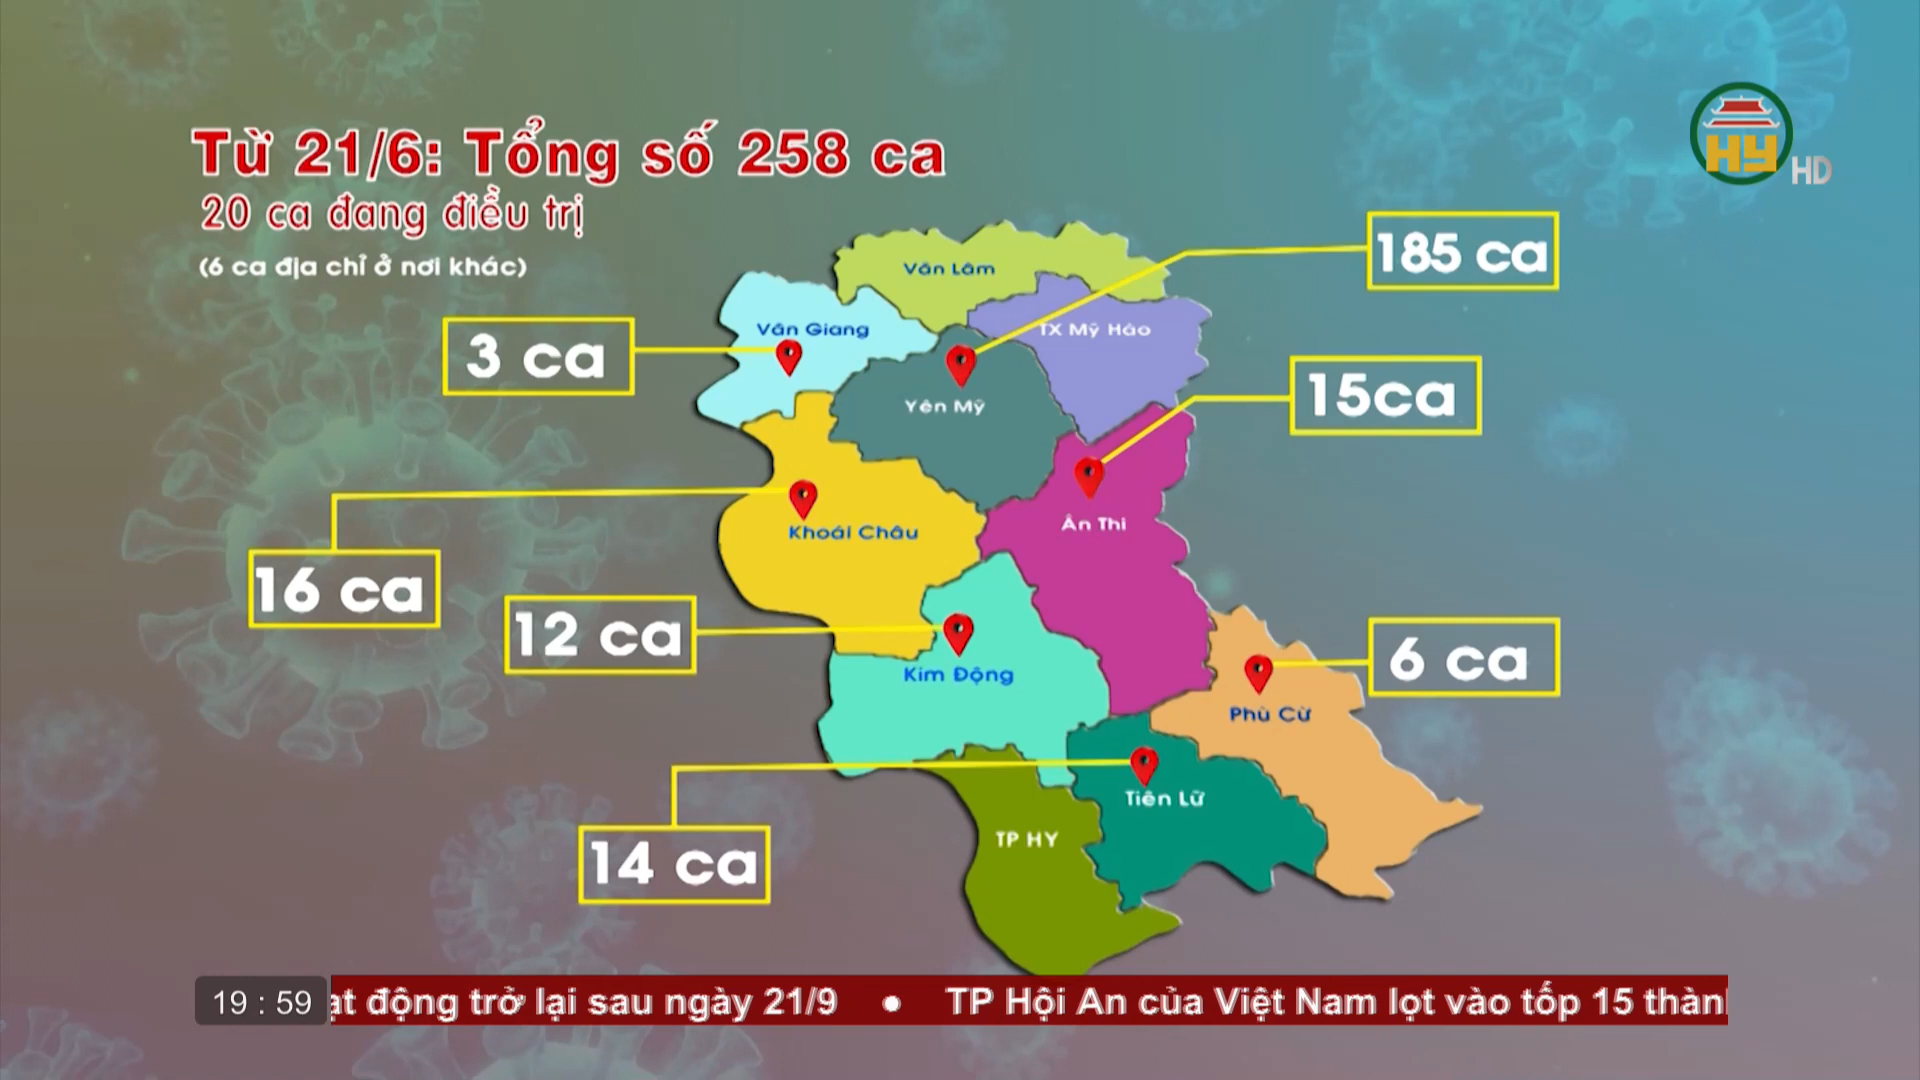 Từ 21/6: Tổng số 258 ca
20 ca đang điều trị
(6 ca địa chỉ ở nơi khác)
HY HD
185 ca
Văn Lâm
Văn Giang
TX Mỹ Hào
3 ca
15ca
Yên Mỹ
Ân Thi
Khoái Châu
16 ca
12 ca
6 ca
Kim Động
Phù Cừ
Tiên Lữ
TP HY
14 ca
19 : 59
ạt động trở lại sau ngày 21/9 • TP Hội An của Việt Nam lọt vào tốp 15 thàn